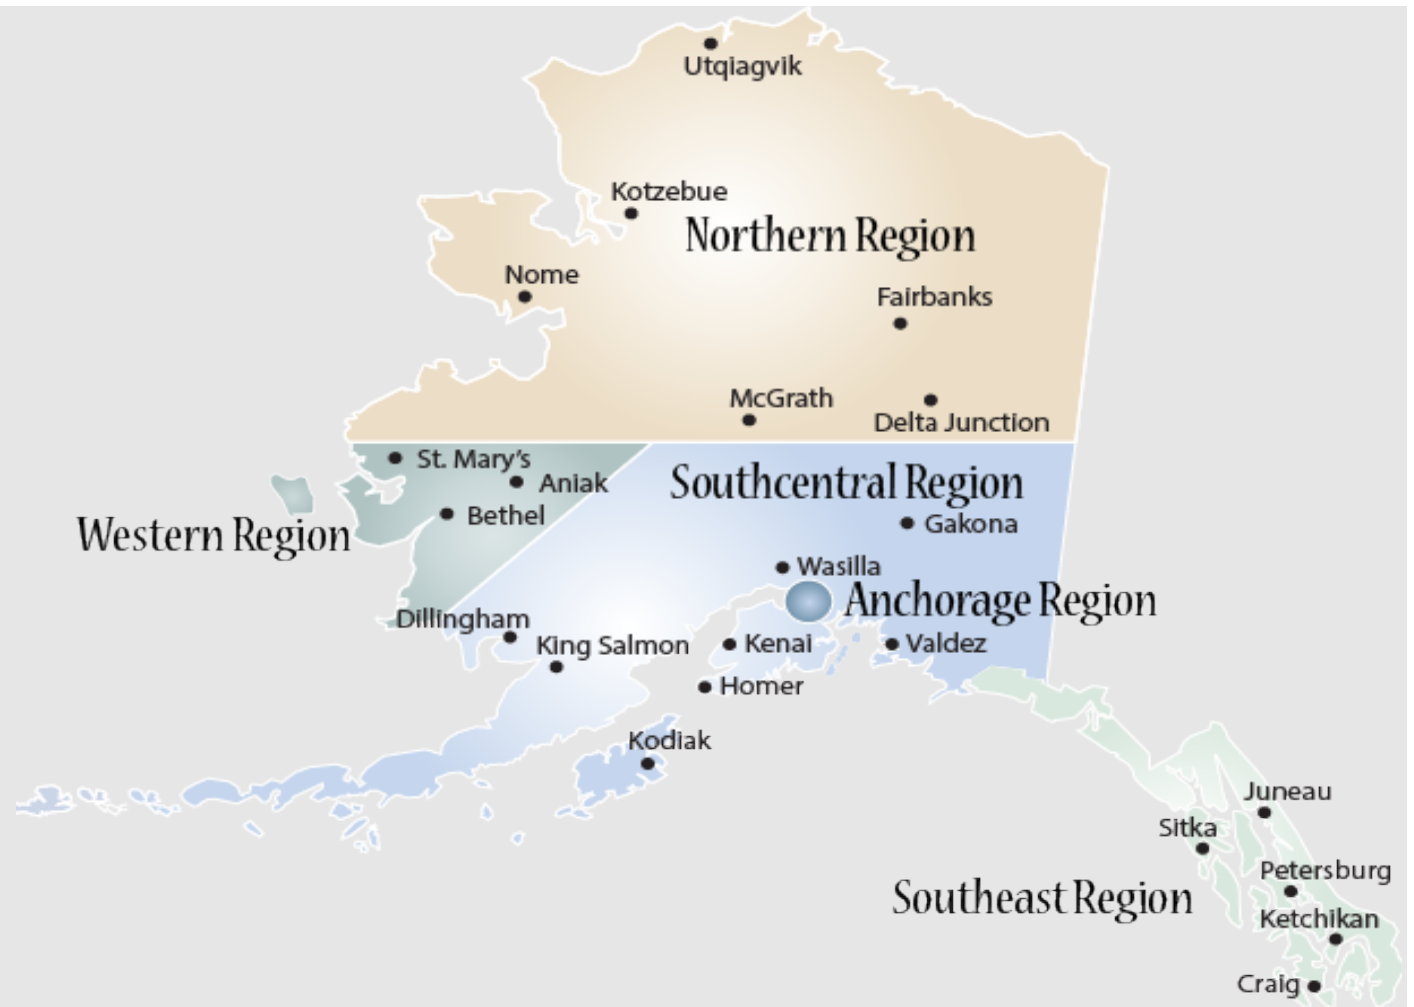 Utqiagvik
Kotzebue
Northern Region
Nome
Fairbanks
McGrath
Delta Junction
St. Mary's
Aniak
Southcentral Region
Bethel
Gakona
Western Region
Wasilla
Anchorage Region
Dillingham
King Salmon
Kenai
Valdez
Homer
Kodiak
Juneau
Sitka
Petersburg
Southeast Region
Ketchikan
Craig